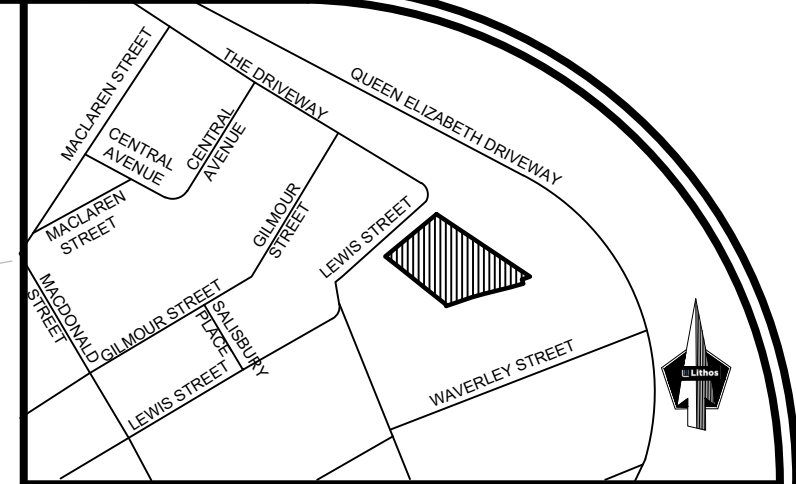 MACLAREN STREET
THE DRIVEWAY
QUEEN ELIZABETH DRIVEWAY
CENTRAL
AVENUE
CENTRAL
AVENUE
MACLAREN
STREET
GILMOUR
STREET
LEWIS STREET
MACDONALD
STREET
GILMOUR STREET
SALISBURY
PLACE
LEWIS STREET
WAVERLEY STREET
Lithos